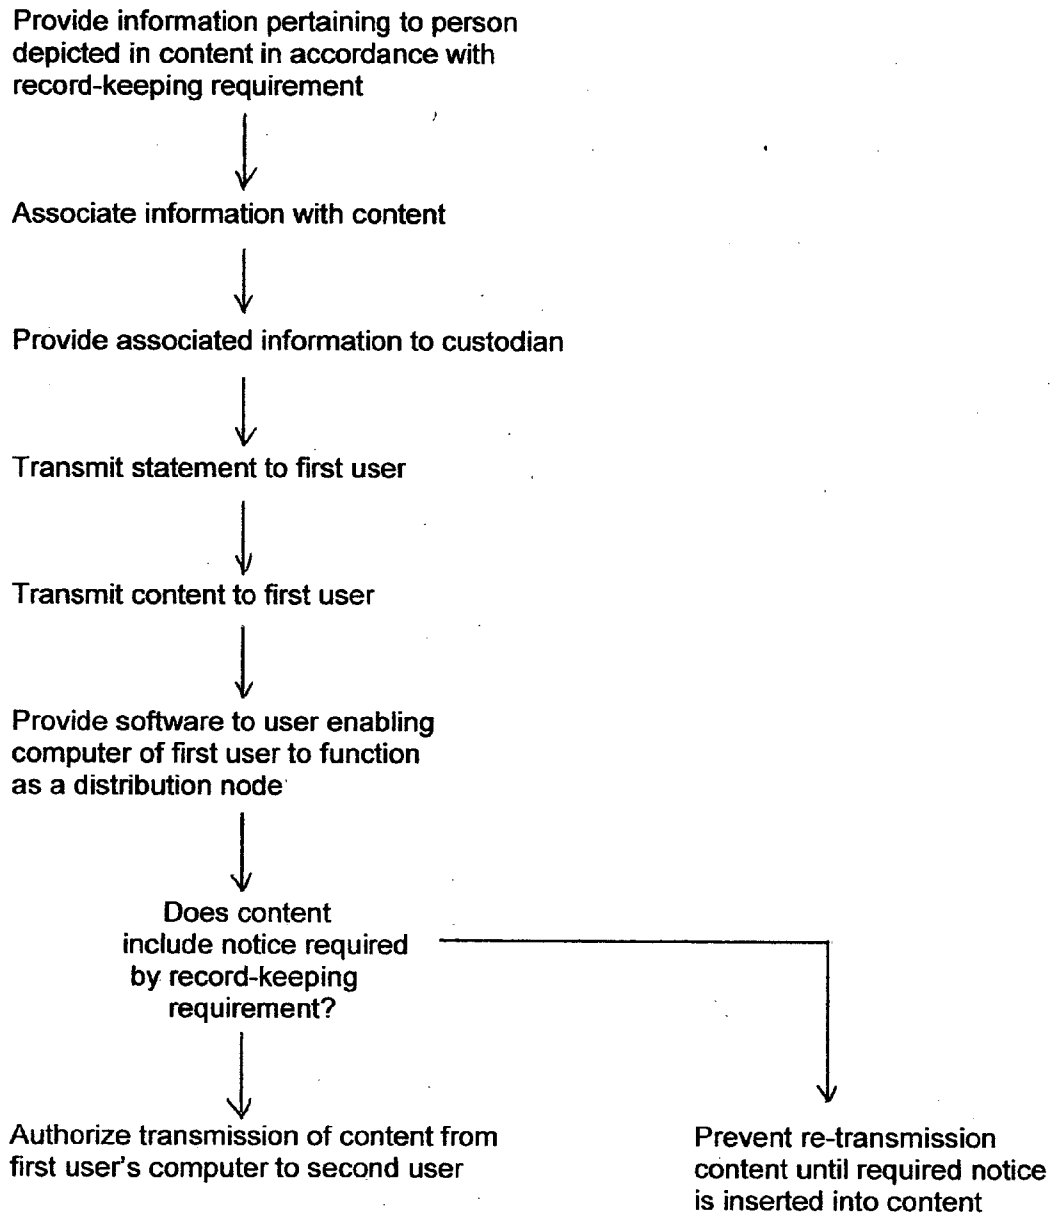 Provide information pertaining to person
depicted in content in accordance with
record-keeping requirement
Associate information with content
Provide associated information to custodian
Transmit statement to first user
Transmit content to first user
Provide software to user enabling
computer of first user to function
as a distribution node
Does content
include notice required
by record-keeping
requirement?
Authorize transmission of content from
first user's computer to second user
Prevent re-transmission
content until required notice
is inserted into content